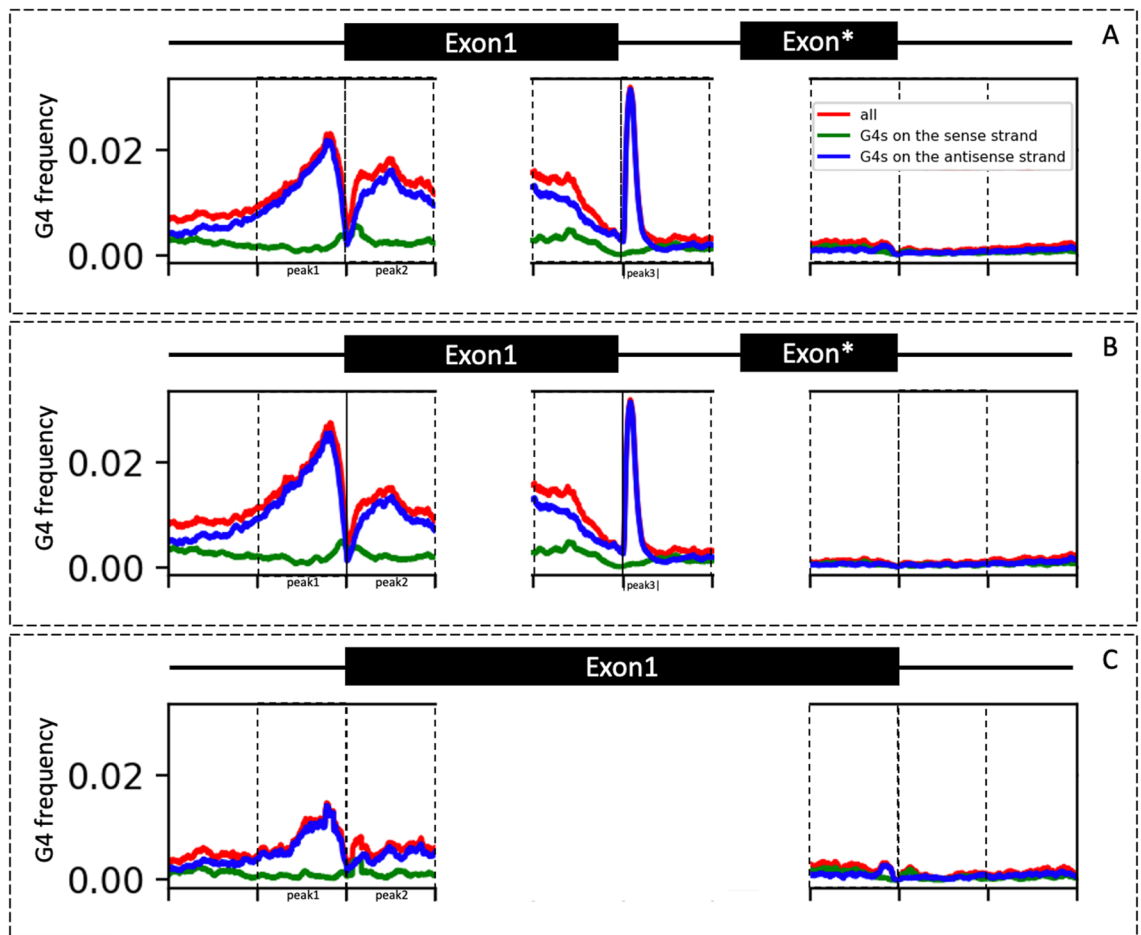 Exon1
Exon*
A
G4 frequency
0.02
0.00
all
G4s on the sense strand
G4s on the antisense strand
peak1
peak2
|peak3|
Exon1
Exon*
B
G4 frequency
0.02
0.00
peak1
peak2
|peak3|
Exon1
C
G4 frequency
0.02
0.00
peak1
peak2